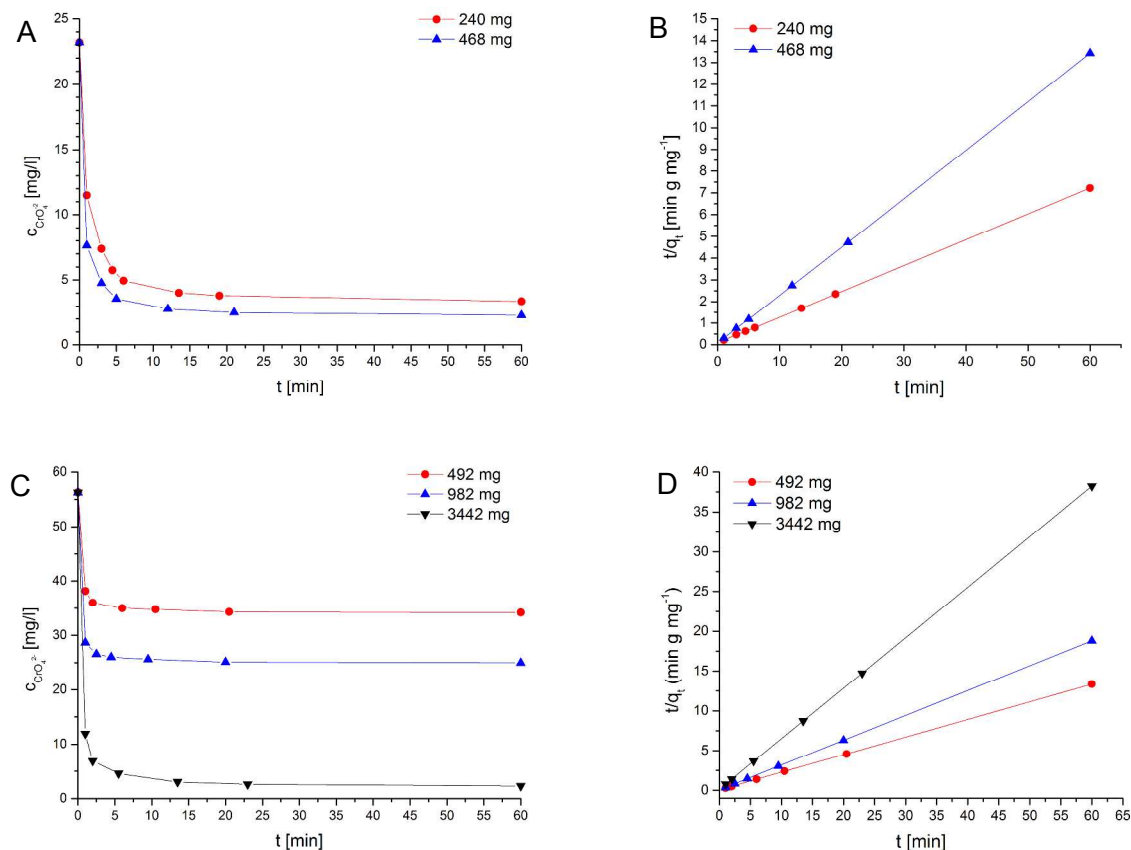 A
240 mg
468 mg
25
20
15
10
5
0
c CrO₄⁻² [mg/l]
0 5 10 15 20 25 30 35 40 45 50 55 60
t [min]
B
240 mg
468 mg
15
14
13
12
11
10
9
8
7
6
5
4
3
2
1
0
t/qₜ [min g mg⁻¹]
0 10 20 30 40 50 60
t [min]
C
492 mg
982 mg
3442 mg
60
50
40
30
20
10
0
c CrO₄²⁻ [mg/l]
0 5 10 15 20 25 30 35 40 45 50 55 60
t [min]
D
492 mg
982 mg
3442 mg
40
35
30
25
20
15
10
5
0
t/qₜ (min g mg⁻¹)
0 5 10 15 20 25 30 35 40 45 50 55 60 65
t [min]